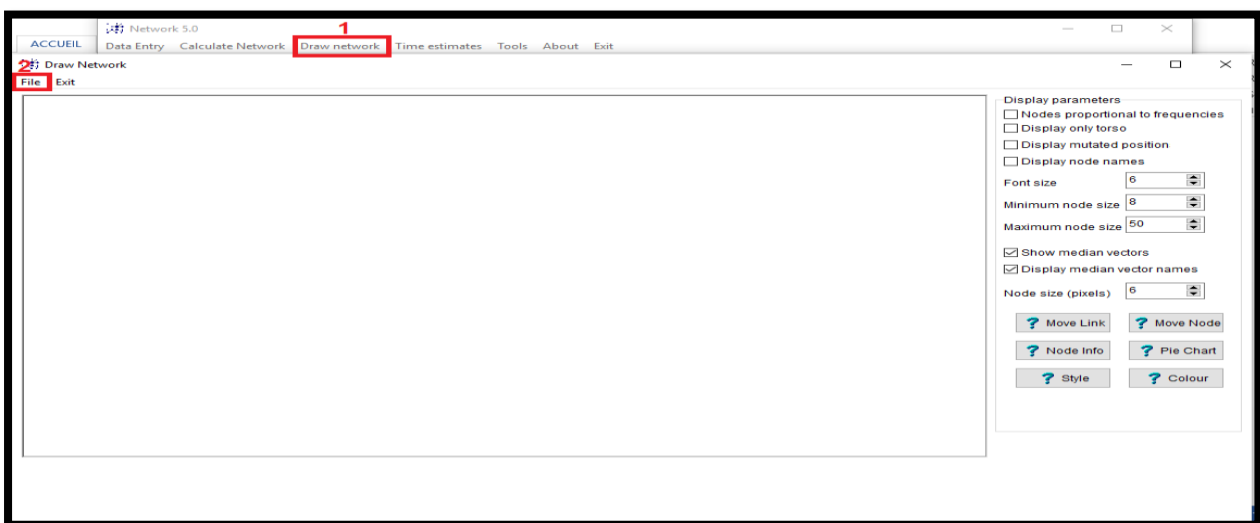 Network 5.0
1
ACCUEIL
Data Entry Calculate Network Draw network Time estimates Tools About Exit
2 Draw Network
File Exit
Display parameters
Nodes proportional to frequencies
Display only torso
Display mutated position
Display node names
Font size 6
Minimum node size 8
Maximum node size 50
Show median vectors
Display median vector names
Node size (pixels) 6
? Move Link ? Move Node
? Node Info ? Pie Chart
? Style ? Colour